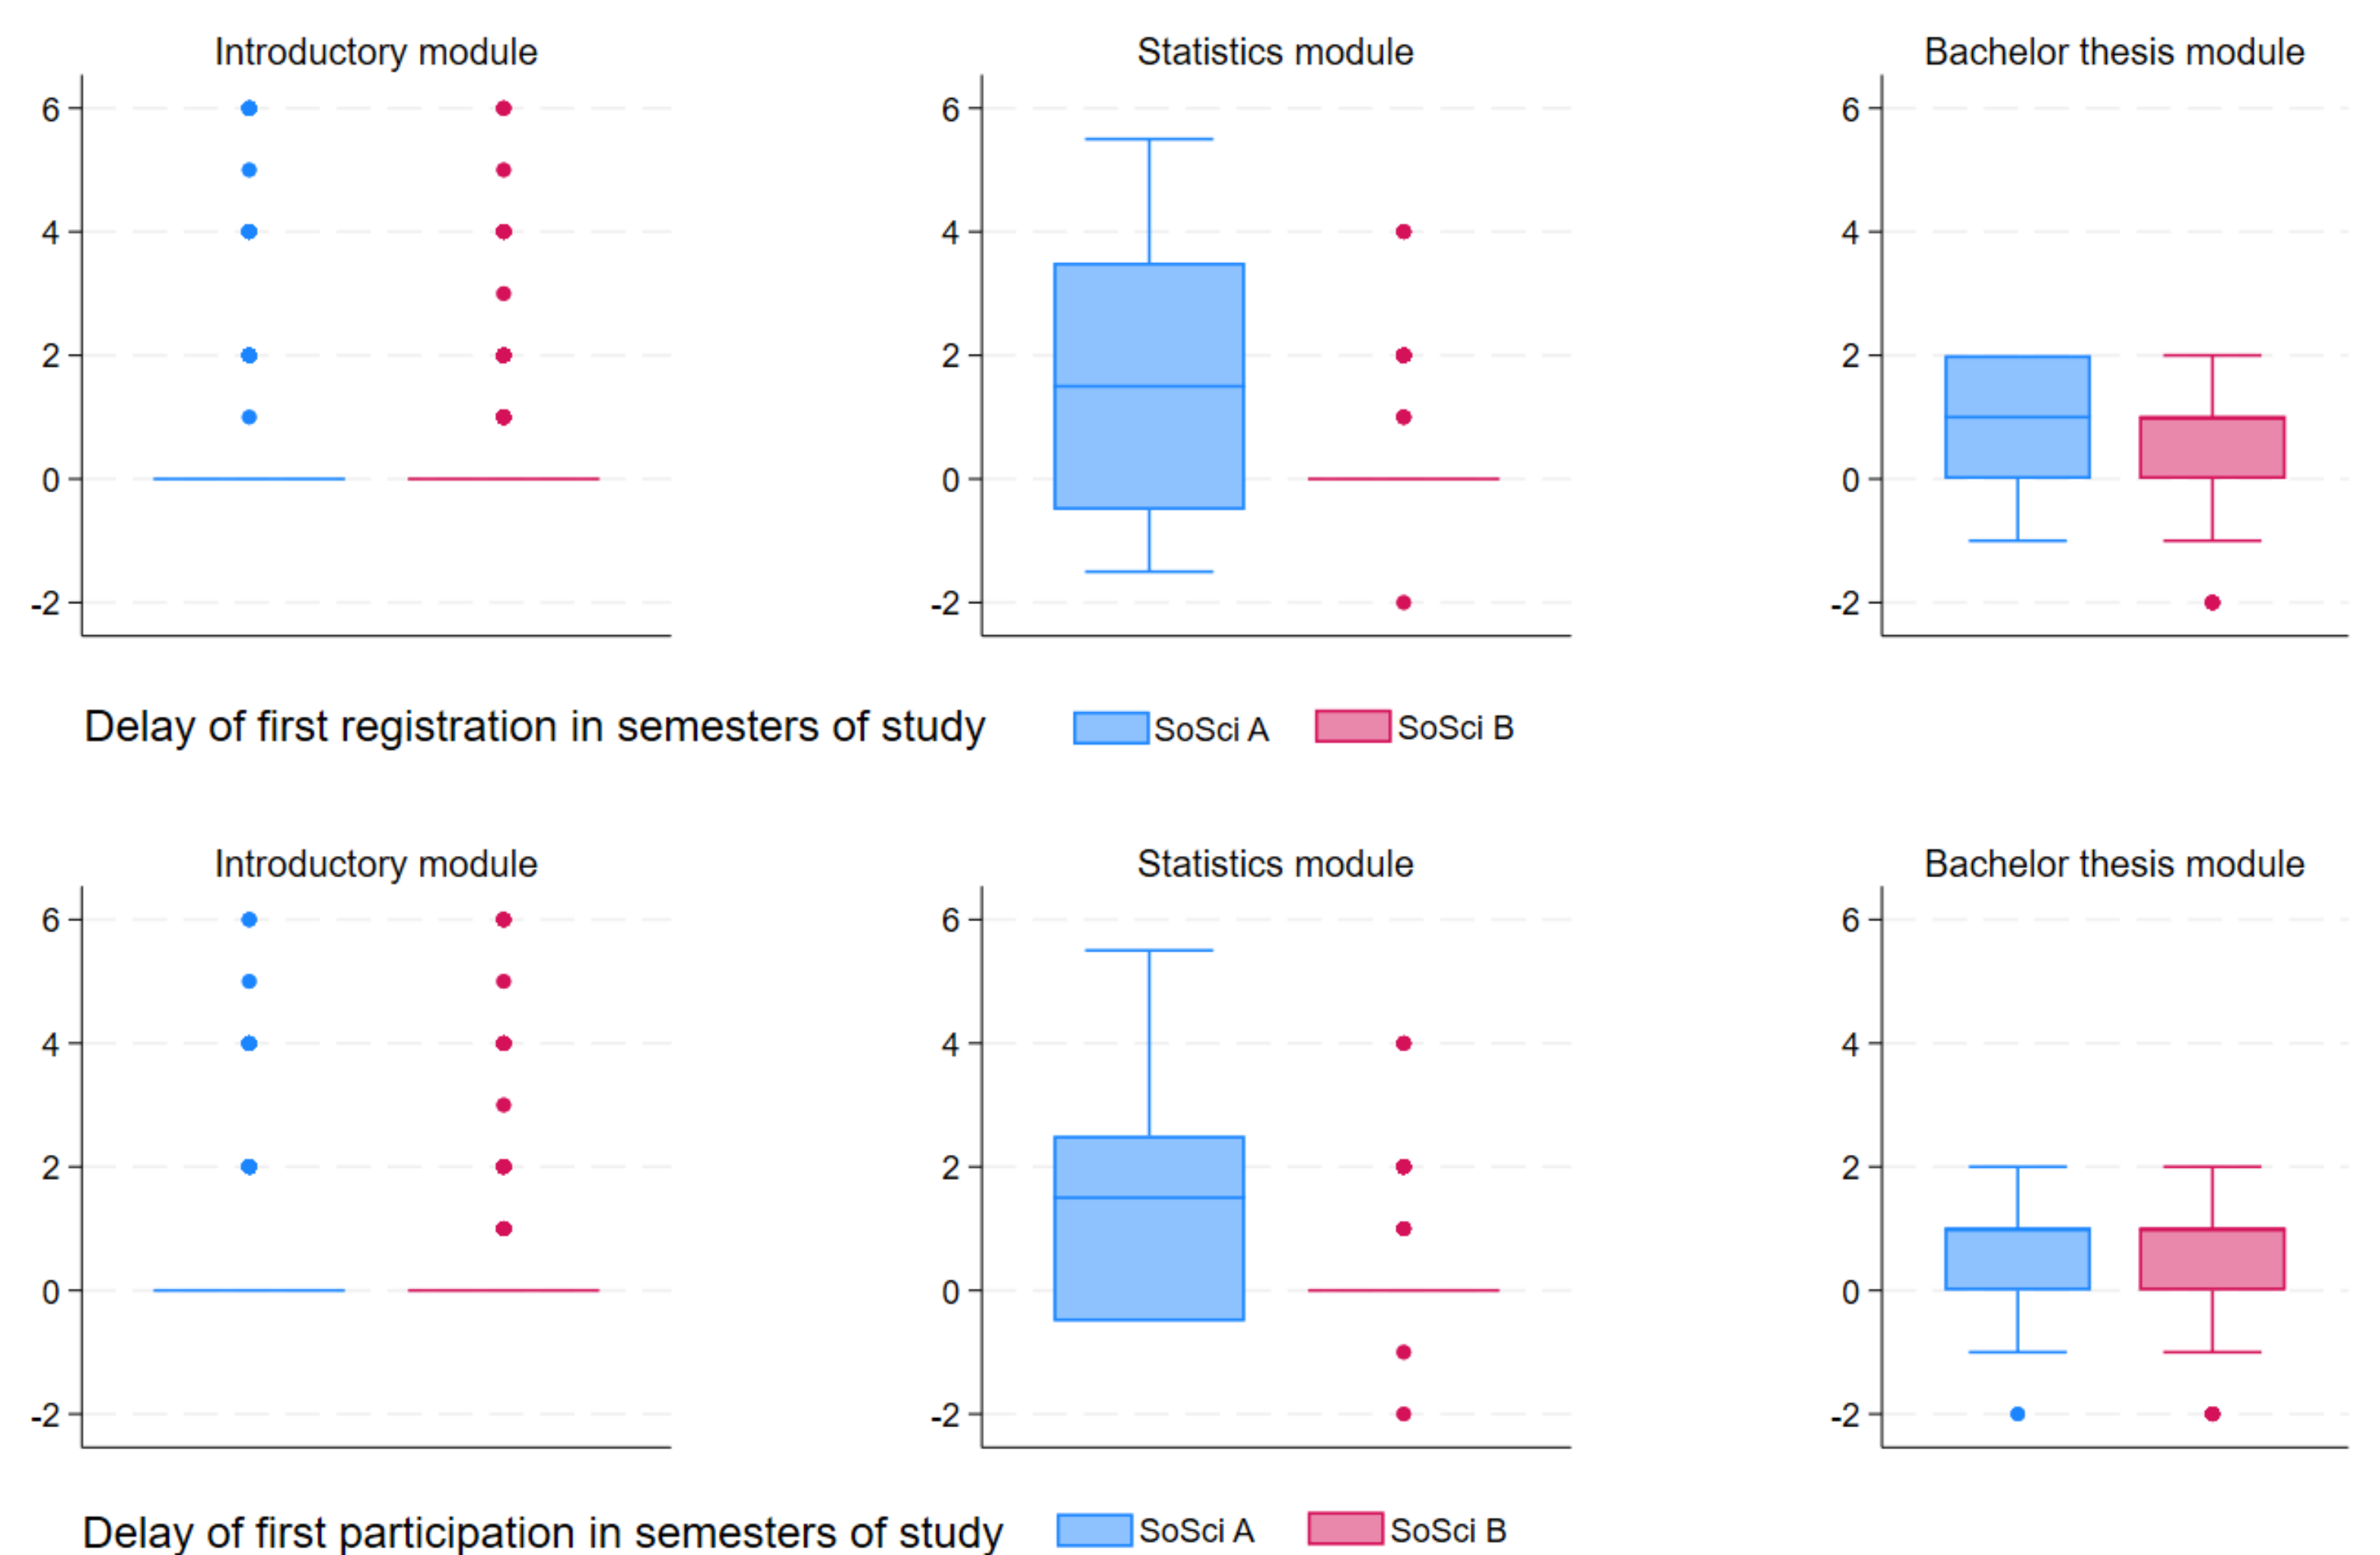 Introductory module
Statistics module
Bachelor thesis module
6
4
2
0
-2
6
4
2
0
-2
6
4
2
0
-2
Delay of first registration in semesters of study
SoSci A
SoSci B
Introductory module
Statistics module
Bachelor thesis module
6
4
2
0
-2
6
4
2
0
-2
6
4
2
0
-2
Delay of first participation in semesters of study
SoSci A
SoSci B